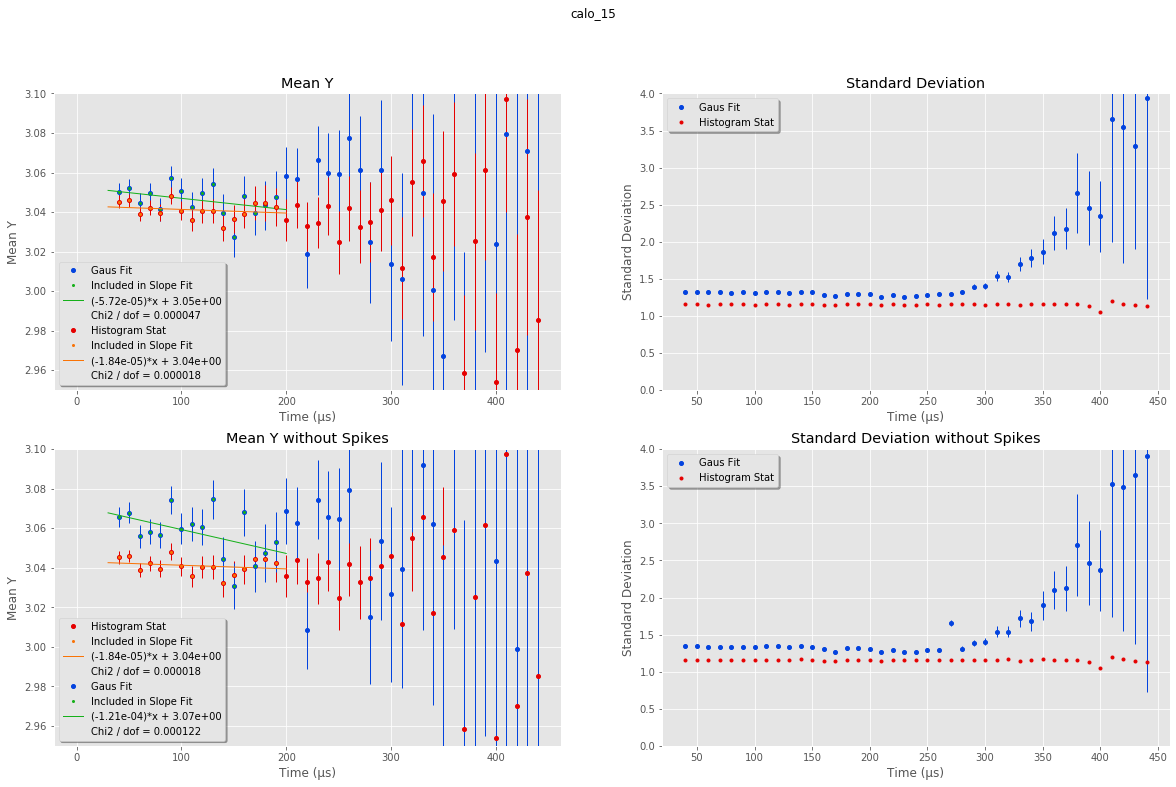 calo_15
Mean Y
3.10
3.08
3.06
3.04
3.02
3.00
2.98
2.96
Mean Y
Gaus Fit
Included in Slope Fit
(-5.72e-05)*x + 3.05e+00
Chi2 / dof = 0.000047
Histogram Stat
Included in Slope Fit
(-1.84e-05)*x + 3.04e+00
Chi2 / dof = 0.000018
0 100 200 300 400
Time (µs)
Standard Deviation
4.0
3.5
3.0
2.5
2.0
1.5
1.0
0.5
0.0
Standard Deviation
Gaus Fit
Histogram Stat
50 100 150 200 250 300 350 400 450
Time (µs)
Mean Y without Spikes
3.10
3.08
3.06
3.04
3.02
3.00
2.98
2.96
Mean Y
Histogram Stat
Included in Slope Fit
(-1.84e-05)*x + 3.04e+00
Chi2 / dof = 0.000018
Gaus Fit
Included in Slope Fit
(-1.21e-04)*x + 3.07e+00
Chi2 / dof = 0.000122
0 100 200 300 400
Time (µs)
Standard Deviation without Spikes
4.0
3.5
3.0
2.5
2.0
1.5
1.0
0.5
0.0
Standard Deviation
Gaus Fit
Histogram Stat
50 100 150 200 250 300 350 400 450
Time (µs)